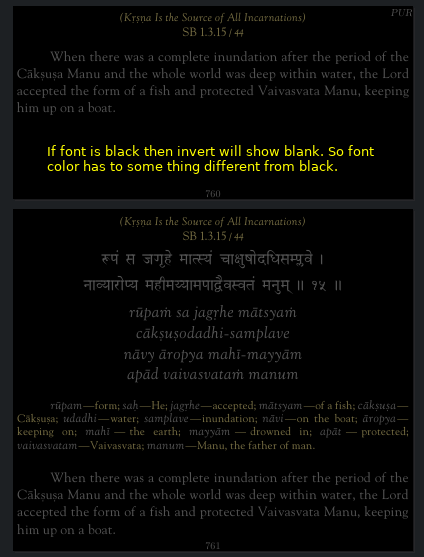 PUR
(Kṛṣṇa Is the Source of All Incarnations)
SB 1.3.15 / 44
When there was a complete inundation after the period of the
Cākṣuṣa Manu and the whole world was deep within water, the Lord
accepted the form of a fish and protected Vaivasvata Manu, keeping
him up on a boat.
If font is black then invert will show blank. So font
color has to some thing different from black.
760
(Kṛṣṇa Is the Source of All Incarnations)
SB 1.3.15 / 44
रूपं स जगृहे मात्स्यं चाक्षुषोदधिसम्प्लवे ।
नाव्यारोप्य महीमय्यामपाद्वैवस्वतं मनुम् ॥ १५ ॥
rūpaṁ sa jagṛhe mātsyaṁ
cākṣuṣodadhi-samplave
nāvy āropya mahī-mayyām
apād vaivasvataṁ manum
rūpam—form; saḥ—He; jagṛhe—accepted; mātsyam—of a fish; cākṣuṣa—
Cākṣuṣa; udadhi—water; samplave—inundation; nāvi—on the boat; āropya—
keeping on; mahī — the earth; mayyām — drowned in; apāt — protected;
vaivasvatam—Vaivasvata; manum—Manu, the father of man.
When there was a complete inundation after the period of the
Cākṣuṣa Manu and the whole world was deep within water, the Lord
accepted the form of a fish and protected Vaivasvata Manu, keeping
him up on a boat.
761